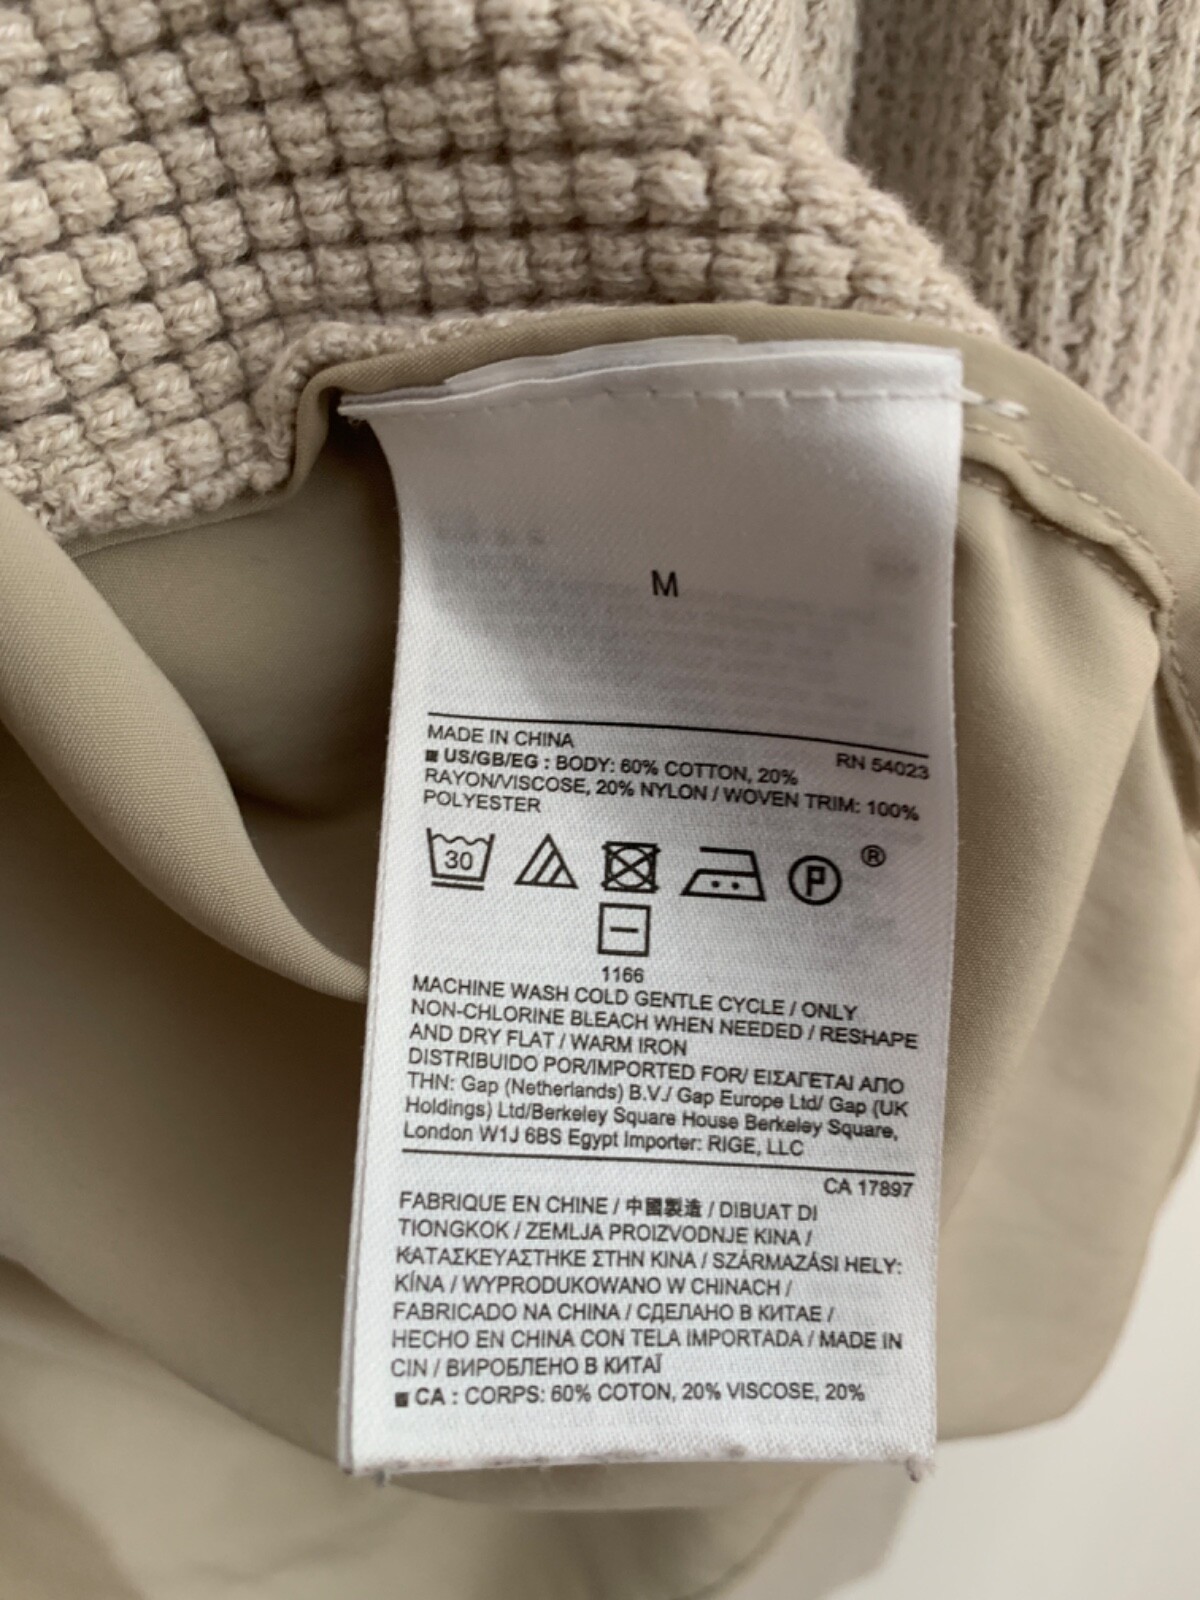 M
MADE IN CHINA RN 54023
US/GB/EG : BODY: 60% COTTON, 20%
RAYON/VISCOSE, 20% NYLON / WOVEN TRIM: 100%
POLYESTER
30 P ®
1166
MACHINE WASH COLD GENTLE CYCLE / ONLY
NON-CHLORINE BLEACH WHEN NEEDED / RESHAPE
AND DRY FLAT / WARM IRON
DISTRIBUIDO POR/IMPORTED FOR/ ΕΙΣΑΓΕΤΑΙ ΑΠΟ
ΤΗΝ: Gap (Netherlands) B.V./ Gap Europe Ltd/ Gap (UK
Holdings) Ltd/Berkeley Square House Berkeley Square,
London W1J 6BS Egypt Importer: RIGE, LLC
CA 17897
FABRIQUE EN CHINE / 中國製造 / DIBUAT DI
TIONGKOK / ZEMLJA PROIZVODNJE KINA /
ΚΑΤΑΣΚΕΥΑΣΤΗΚΕ ΣΤΗΝ ΚΙΝΑ / SZÁRMAZÁSI HELY:
KÍNA / WYPRODUKOWANO W CHINACH /
FABRICADO NA CHINA / СДЕЛАНО В КИТАЕ /
HECHO EN CHINA CON TELA IMPORTADA / MADE IN
CIN / ВИРОБЛЕНО В КИТАЇ
CA : CORPS: 60% COTON, 20% VISCOSE, 20%